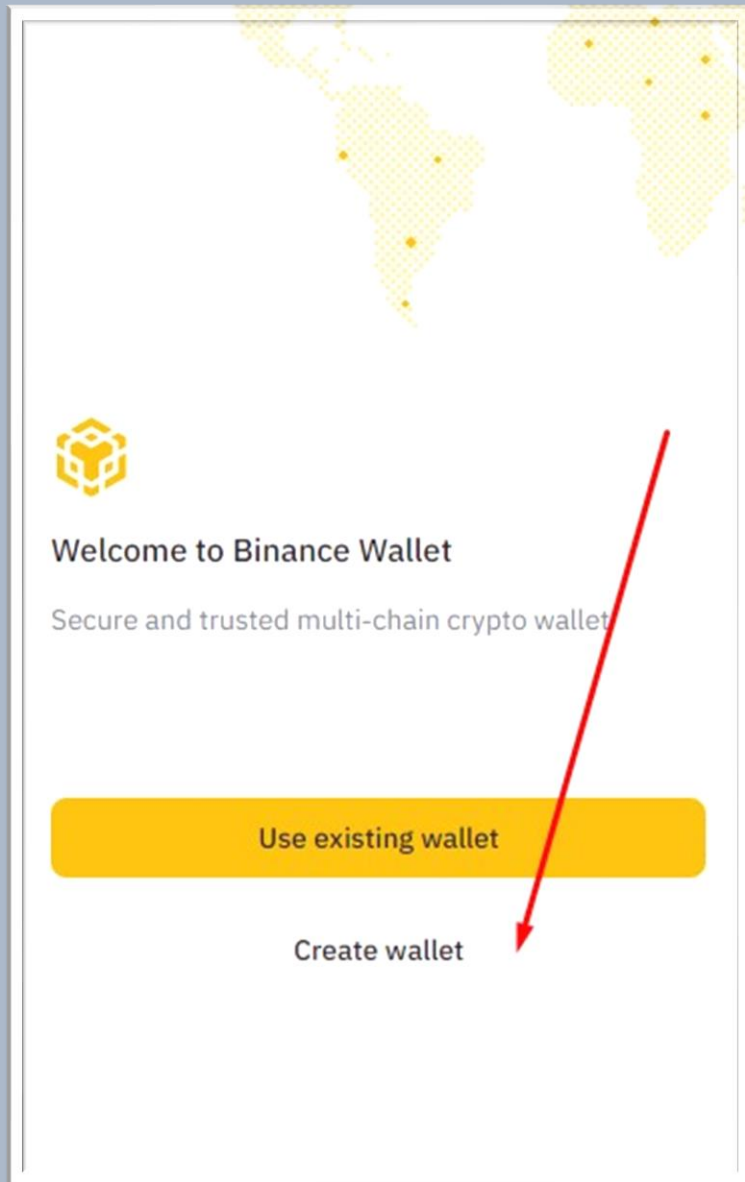 Welcome to Binance Wallet
Secure and trusted multi-chain crypto wallet
Use existing wallet
Create wallet